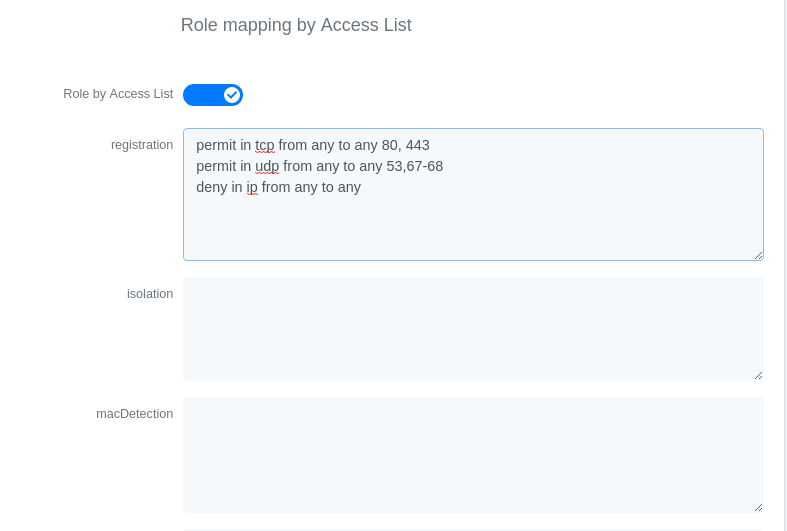 Role mapping by Access List
Role by Access List
registration
permit in tcp from any to any 80, 443
permit in udp from any to any 53,67-68
deny in ip from any to any
isolation
macDetection